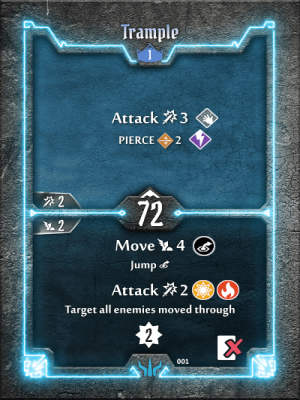 Trample
1
Attack 3
PIERCE 2
2
72
2
Move 4
Jump
Attack 2
Target all enemies moved through
2
001